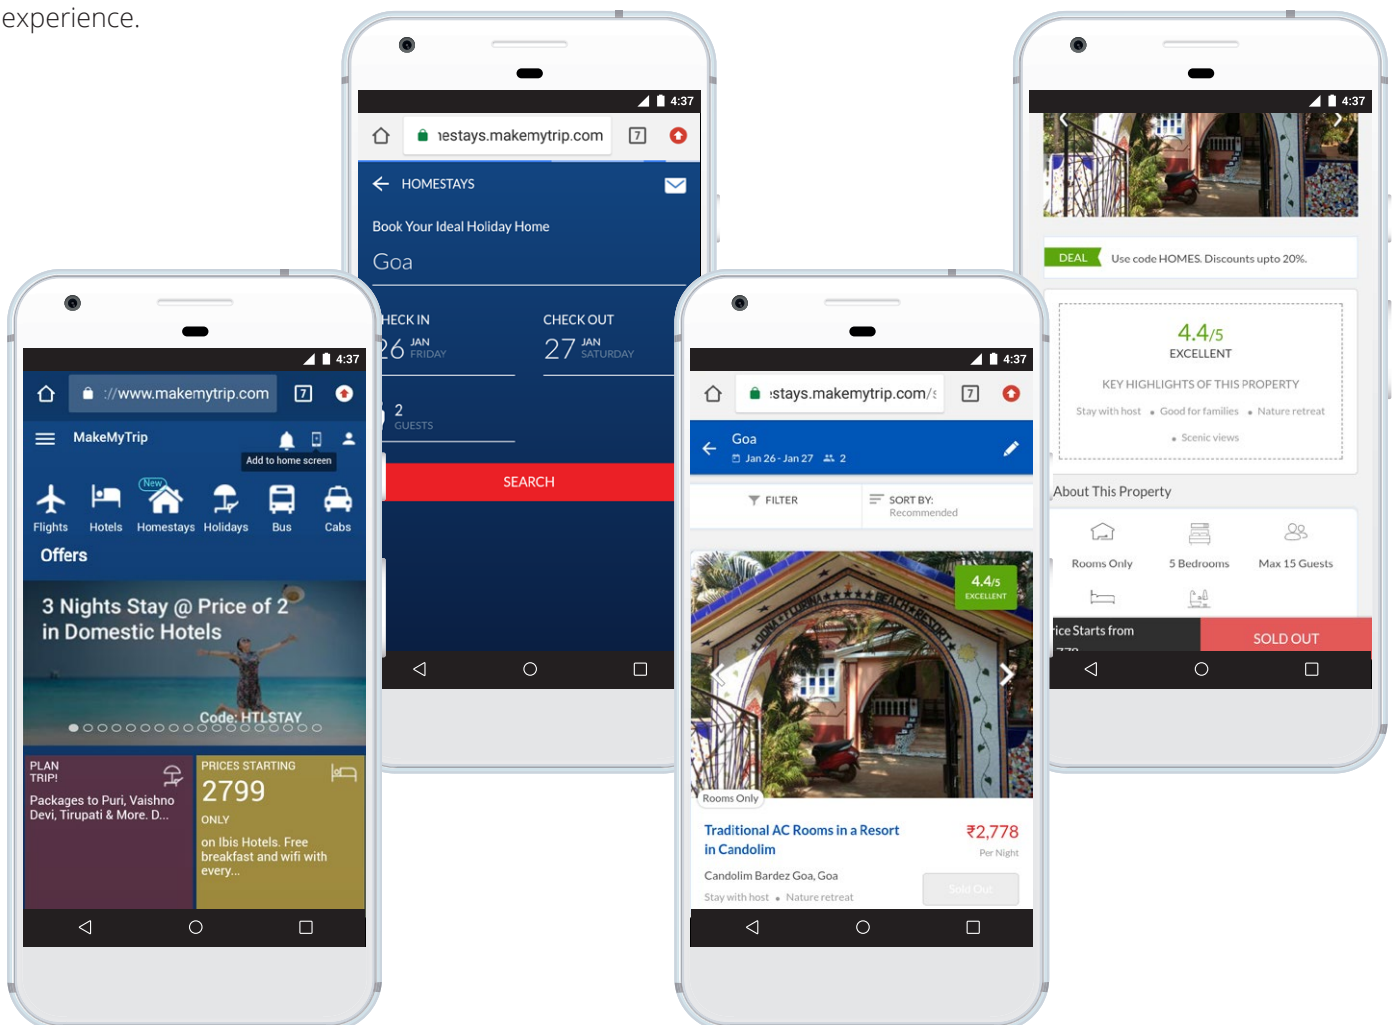 experience.
4:37
://www.makemytrip.com
7
MakeMyTrip
Add to home screen
New
Flights
Hotels
Homestays
Holidays
Bus
Cabs
Offers
3 Nights Stay @ Price of 2
in Domestic Hotels
Code: HTLSTAY
PLAN
TRIP!
Packages to Puri, Vaishno
Devi, Tirupati & More. D...
PRICES STARTING
2799
ONLY
on Ibis Hotels. Free
breakfast and wifi with
every...
4:37
estays.makemytrip.com
7
HOMESTAYS
Book Your Ideal Holiday Home
Goa
HECK IN
26 JAN
FRIDAY
CHECK OUT
27 JAN
SATURDAY
2
GUESTS
SEARCH
4:37
stays.makemytrip.com/s
7
Goa
Jan 26 - Jan 27 2
FILTER
SORT BY:
Recommended
DONA FLORINA BEACH RESORT
4.4/5
EXCELLENT
Rooms Only
Traditional AC Rooms in a Resort
in Candolim
₹2,778
Per Night
Candolim Bardez Goa, Goa
Stay with host • Nature retreat
Sold Out
4:37
DEAL
Use code HOMES. Discounts upto 20%.
4.4/5
EXCELLENT
KEY HIGHLIGHTS OF THIS PROPERTY
Stay with host • Good for families • Nature retreat
• Scenic views
About This Property
Rooms Only
5 Bedrooms
Max 15 Guests
rice Starts from
778
SOLD OUT